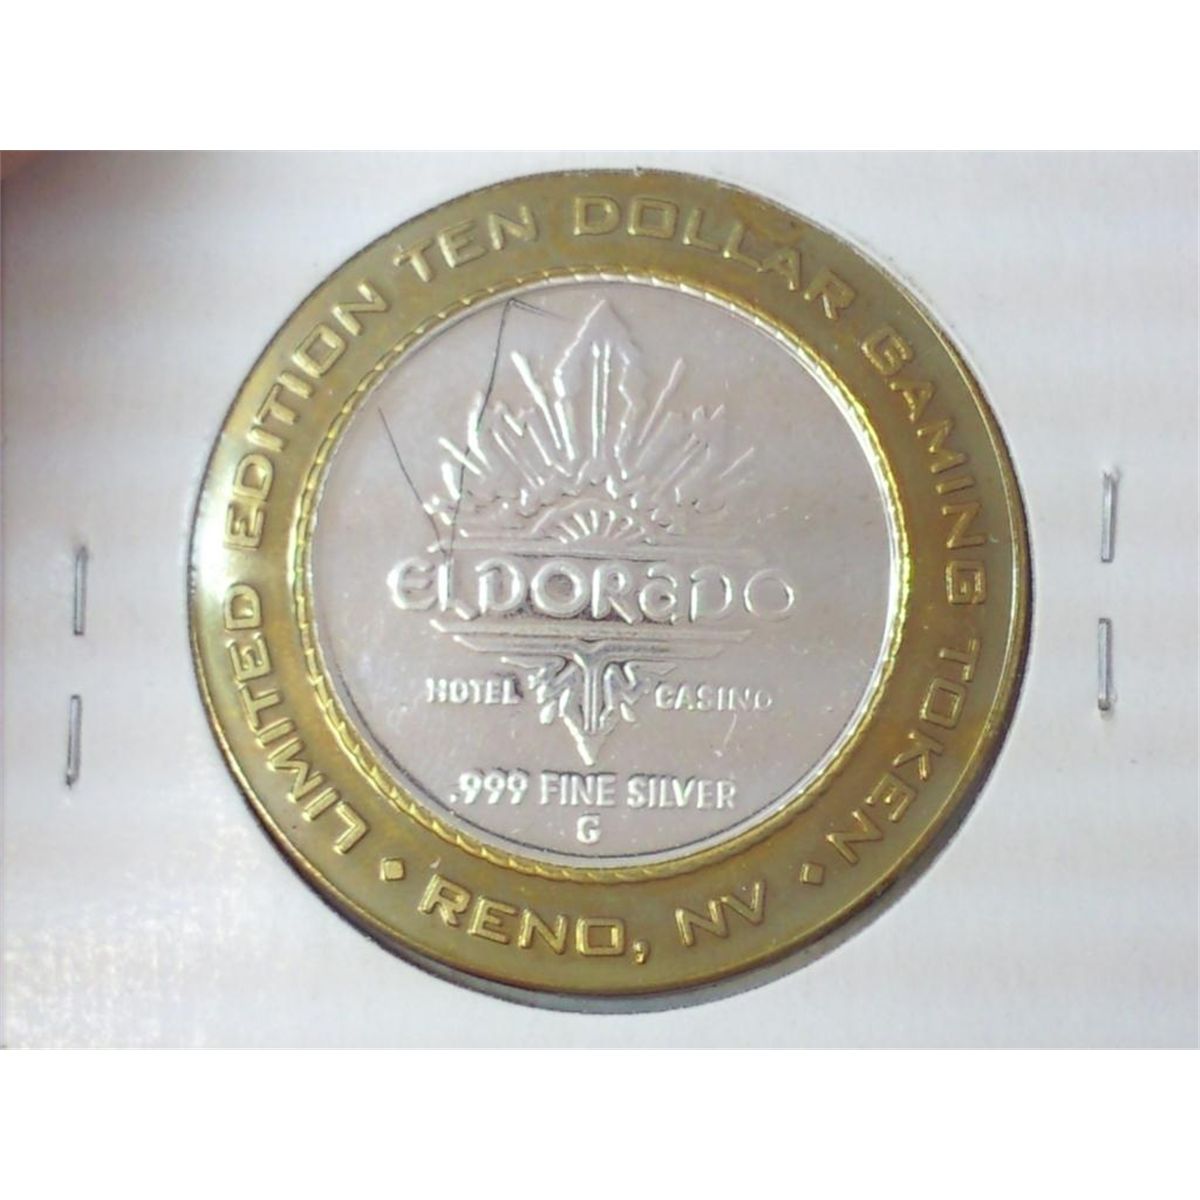 LIMITED EDITION TEN DOLLAR GAMING TOKEN
ELDORADO
HOTEL CASINO
.999 FINE SILVER
G
• RENO, NV •